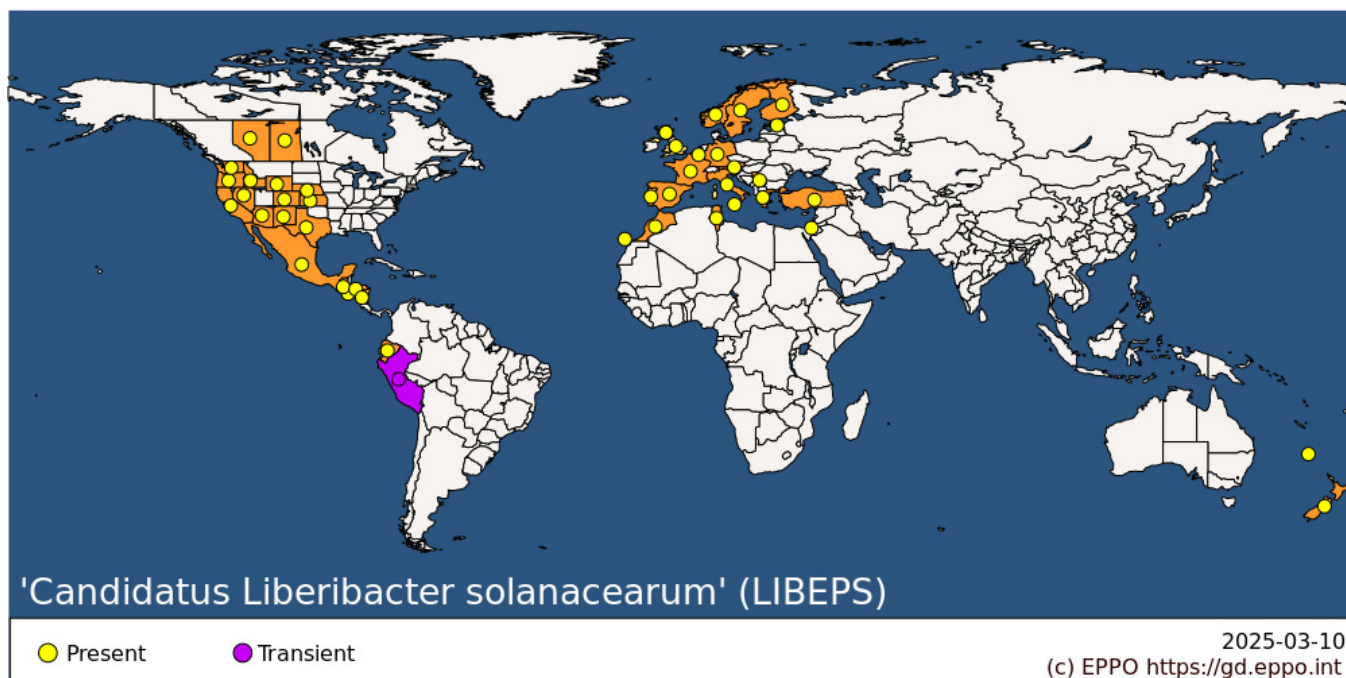 'Candidatus Liberibacter solanacearum' (LIBEPS)
Present
Transient
2025-03-10
(c) EPPO https://gd.eppo.int